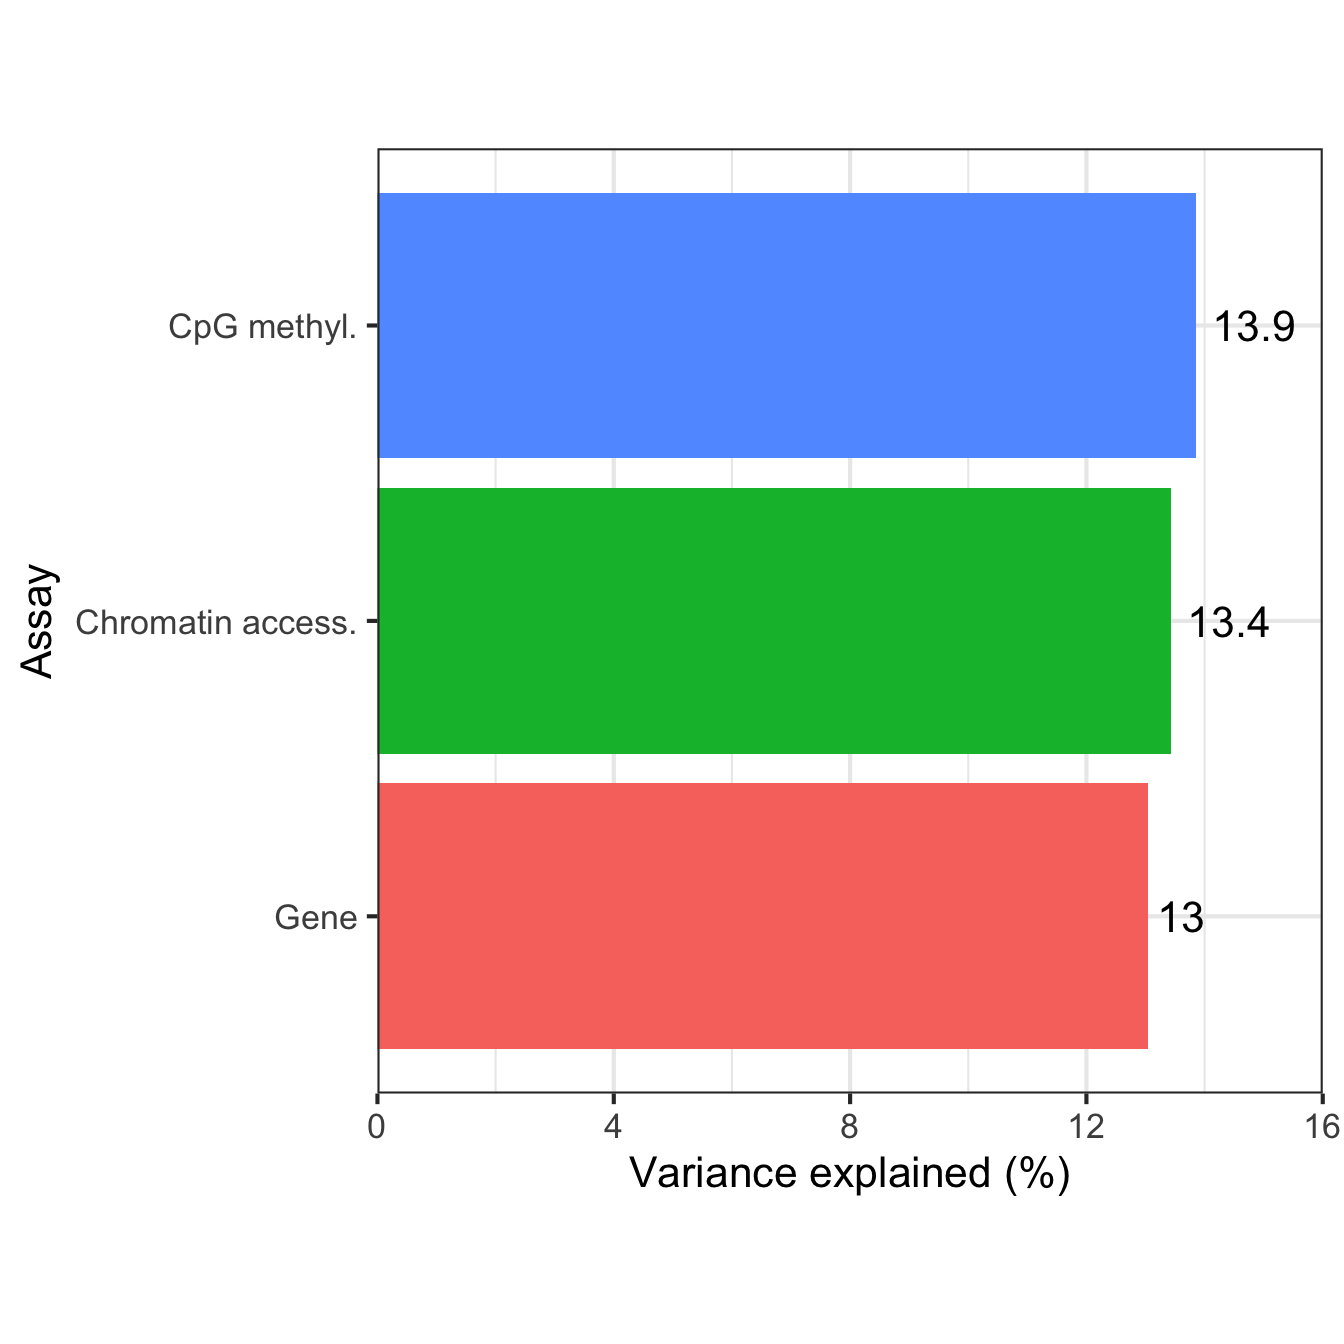 Assay
CpG methyl.
13.9
Chromatin access.
13.4
Gene
13
0 4 8 12 16
Variance explained (%)